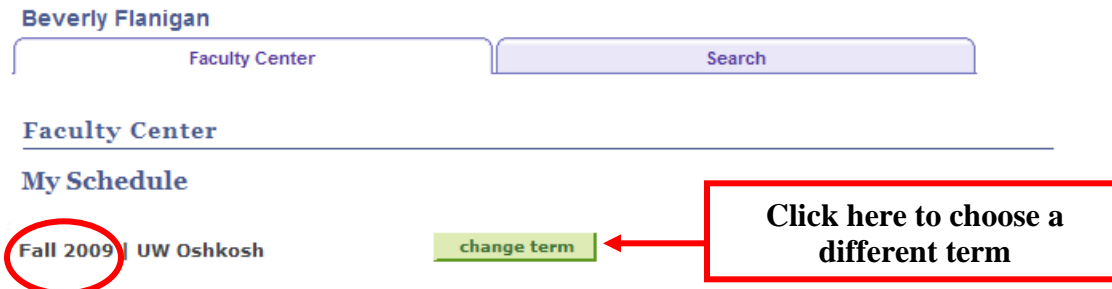 Beverly Flanigan
Faculty Center
Search
Faculty Center
My Schedule
Fall 2009 | UW Oshkosh
change term
Click here to choose a
different term